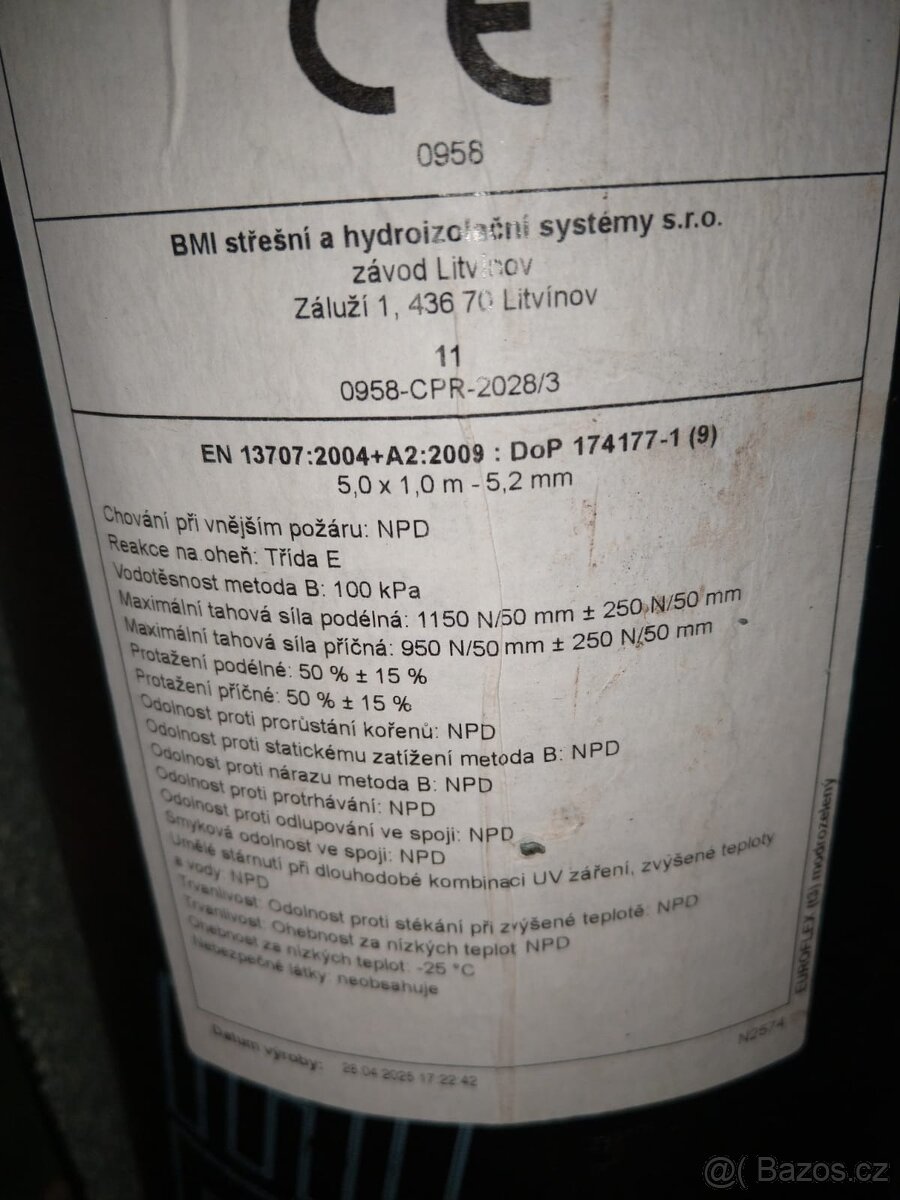 CE
0958
BMI střešní a hydroizolační systémy s.r.o.
závod Litvínov
Záluží 1, 436 70 Litvínov
11
0958-CPR-2028/3
EN 13707:2004+A2:2009 : DoP 174177-1 (9)
5,0 x 1,0 m - 5,2 mm
Chování při vnějším požáru: NPD
Reakce na oheň: Třída E
Vodotěsnost metoda B: 100 kPa
Maximální tahová síla podélná: 1150 N/50 mm ± 250 N/50 mm
Maximální tahová síla příčná: 950 N/50 mm ± 250 N/50 mm
Protažení podélné: 50 % ± 15 %
Protažení příčné: 50 % ± 15 %
Odolnost proti prorůstání kořenů: NPD
Odolnost proti statickému zatížení metoda B: NPD
Odolnost proti nárazu metoda B: NPD
Odolnost proti protrhávání: NPD
Odolnost proti odlupování ve spoji: NPD
Smyková odolnost ve spoji: NPD
Umělé stárnutí při dlouhodobé kombinaci UV záření, zvýšené teploty
a vody: NPD
Trvanlivost: Odolnost proti stékání při zvýšené teplotě: NPD
Trvanlivost: Ohebnost za nízkých teplot NPD
Ohebnost za nízkých teplot: -25 °C
Nebezpečné látky: neobsahuje
EUROFLEX (G) modrozelený
N2574
Datum výroby: 26.04.2025 17:22:42
@( Bazos.cz